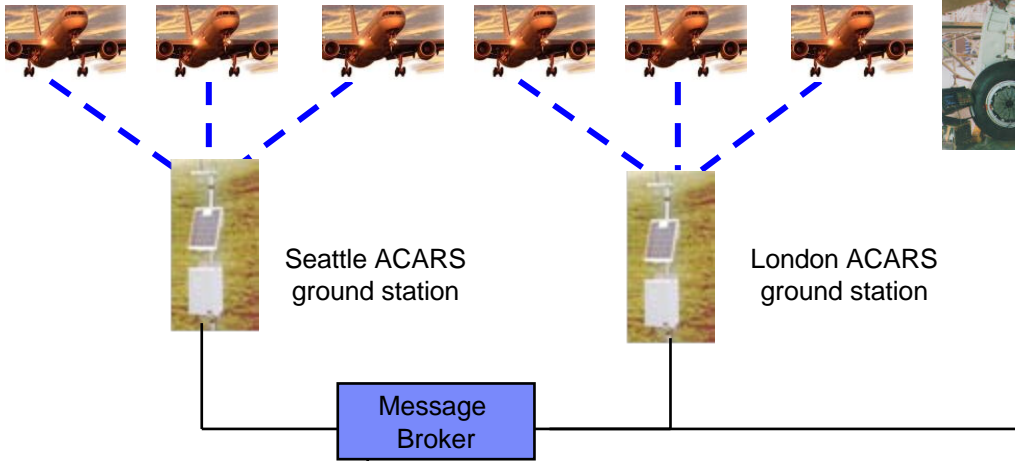 Seattle ACARS
ground station
London ACARS
ground station
Message
Broker